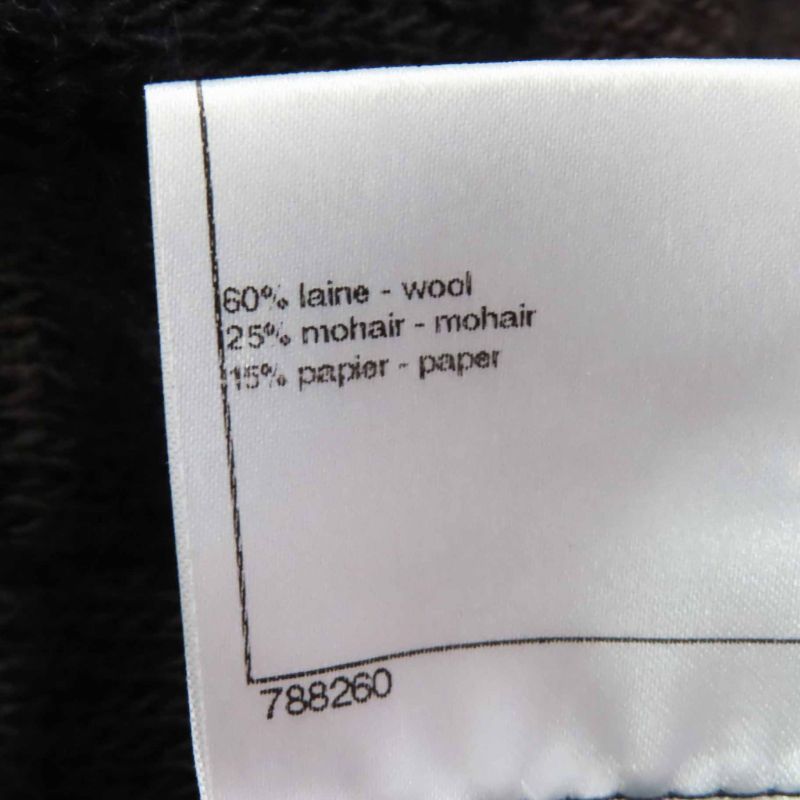 60% laine - wool
25% mohair - mohair
15% papier - paper
788260